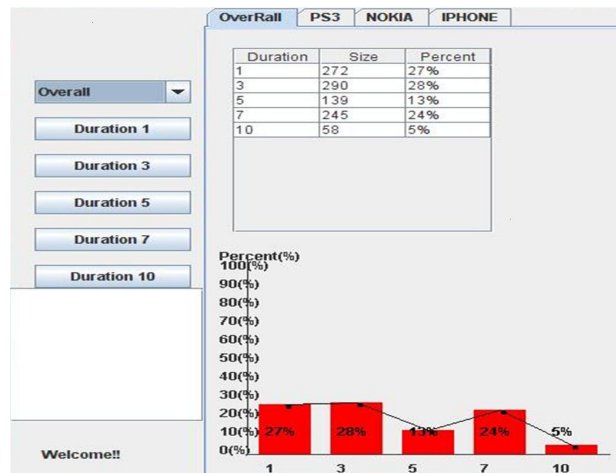 OverRall PS3 NOKIA IPHONE
Overall
Duration 1
Duration 3
Duration 5
Duration 7
Duration 10
Welcome!!
Duration Size Percent
1 272 27%
3 290 28%
5 139 13%
7 245 24%
10 58 5%
Percent(%)
100(%)
90(%)
80(%)
70(%)
60(%)
50(%)
40(%)
30(%)
20(%)
10(%)
0(%)
27% 28% 13% 24% 5%
1 3 5 7 10